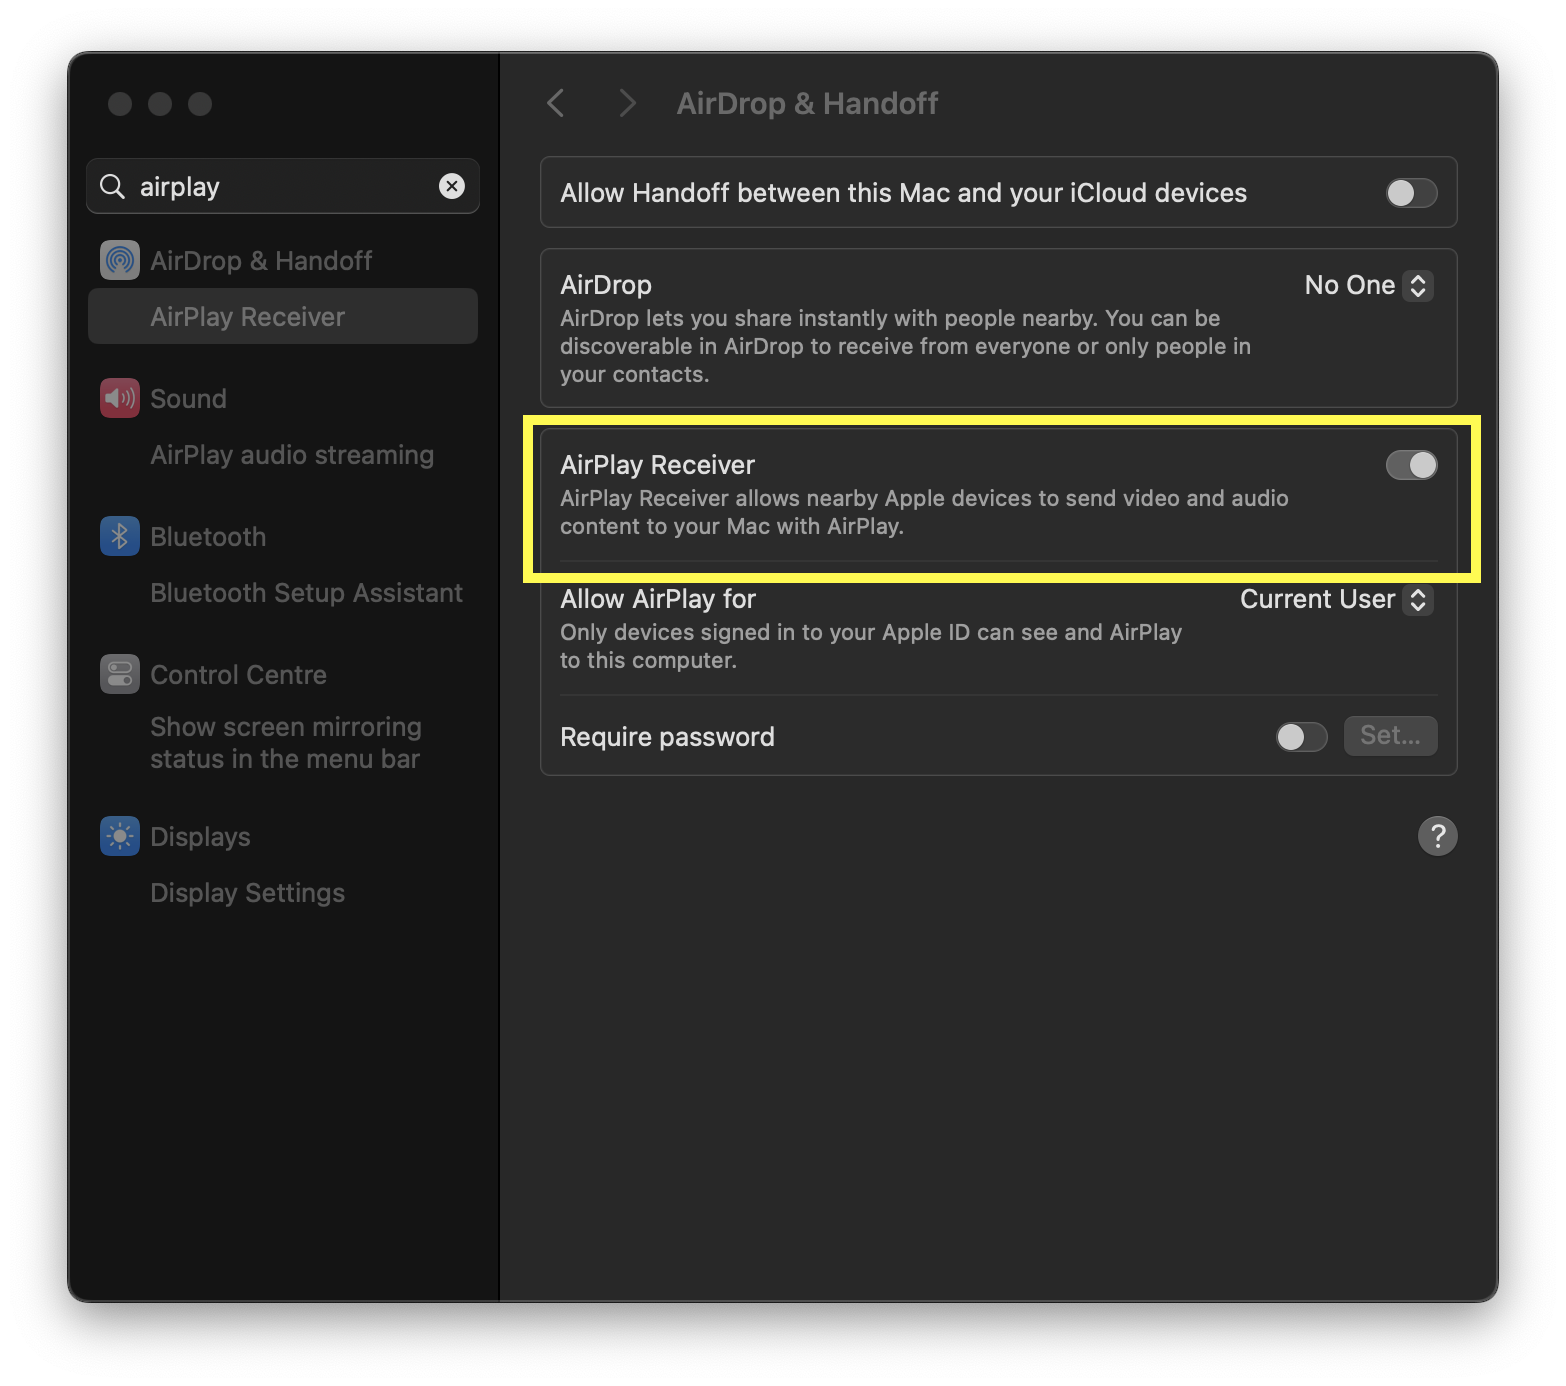 airplay
AirDrop & Handoff
AirPlay Receiver
Sound
AirPlay audio streaming
Bluetooth
Bluetooth Setup Assistant
Control Centre
Show screen mirroring
status in the menu bar
Displays
Display Settings
AirDrop & Handoff
Allow Handoff between this Mac and your iCloud devices
AirDrop
No One
AirDrop lets you share instantly with people nearby. You can be
discoverable in AirDrop to receive from everyone or only people in
your contacts.
AirPlay Receiver
AirPlay Receiver allows nearby Apple devices to send video and audio
content to your Mac with AirPlay.
Allow AirPlay for
Current User
Only devices signed in to your Apple ID can see and AirPlay
to this computer.
Require password
Set...
?